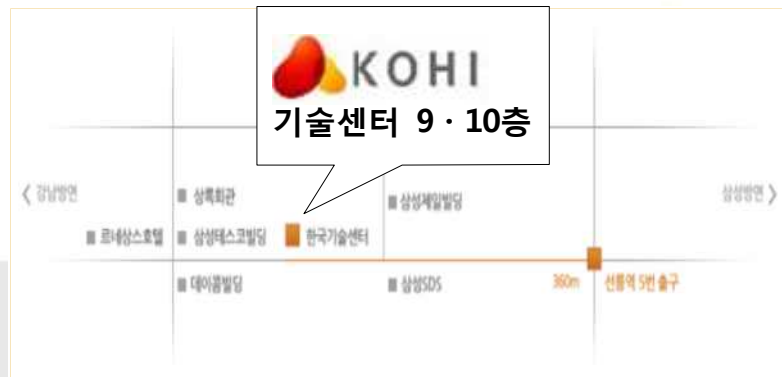 KOHI
기술센터 9 · 10층
< 강남방면
■ 상록회관
■ 삼성제일빌딩
삼성방면 >
■ 르네상스호텔
■ 삼성테스코빌딩
■ 한국기술센터
■ 데이콤빌딩
■ 삼성SDS
360m
선릉역 5번 출구